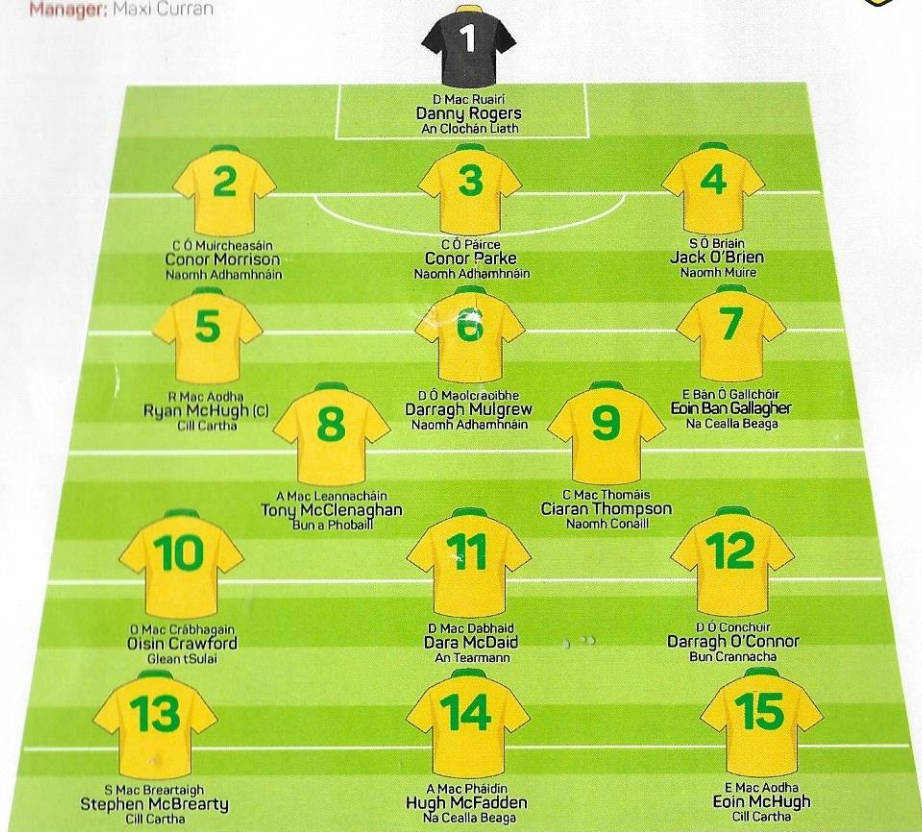 Manager: Maxi Curran
1
D Mac Ruairí
Danny Rogers
An Clochán Liath
2
C Ó Muircheasáin
Conor Morrison
Naomh Adhamhnáin
3
C Ó Páirce
Conor Parke
Naomh Adhamhnáin
4
S Ó Briain
Jack O'Brien
Naomh Muire
5
R Mac Aodha
Ryan McHugh (C)
Cill Cartha
6
D Ó Maolcraoibhe
Darragh Mulgrew
Naomh Adhamhnáin
7
E Bán Ó Gallchóir
Eoin Ban Gallagher
Na Cealla Beaga
8
A Mac Leannacháin
Tony McClenaghan
Bun a Phobaill
9
C Mac Thomáis
Ciaran Thompson
Naomh Conaill
10
O Mac Crábhagain
Oisin Crawford
Glean tSulai
11
D Mac Dabhaid
Dara McDaid
An Tearmann
12
D Ó Conchúir
Darragh O'Connor
Bun Crannacha
13
S Mac Breartaigh
Stephen McBrearty
Cill Cartha
14
A Mac Pháidín
Hugh McFadden
Na Cealla Beaga
15
E Mac Aodha
Eoin McHugh
Cill Cartha